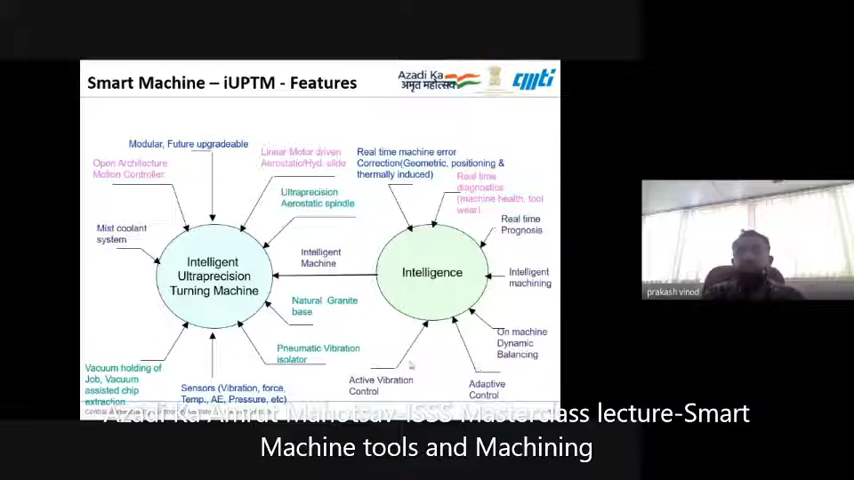 Smart Machine – iUPTM - Features
Azadi Ka
अमृत महोत्सव
cmti
Modular, Future upgradeable
Open Architecture
Motion Controller
Linear Motor driven
Aerostatic/Hyd. slide
Real time machine error
Correction(Geometric, positioning &
thermally induced)
Real time
diagnostics
(machine health, tool
wear)
Ultraprecision
Aerostatic spindle
Real time
Prognosis
Mist coolant
system
Intelligent
Ultraprecision
Turning Machine
Intelligent
Machine
Intelligence
Intelligent
machining
Natural Granite
base
On machine
Dynamic
Balancing
Pneumatic Vibration
isolator
Vacuum holding of
Job, Vacuum
assisted chip
extraction
Sensors (Vibration, force,
Temp., AE, Pressure, etc)
Active Vibration
Control
Adaptive
Control
prakash vinod
Azadi Ka Amrut Mahotsav-ISSS Masterclass lecture-Smart
Machine tools and Machining